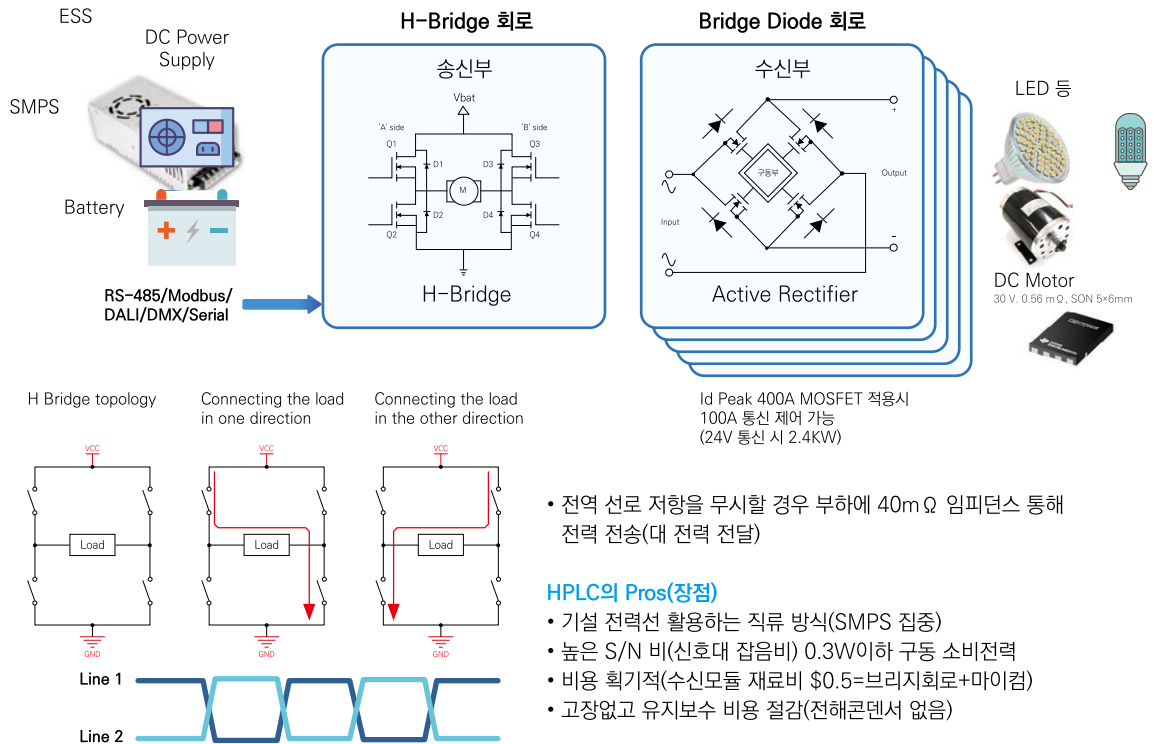 ESS
DC Power
Supply
SMPS
Battery
RS-485/Modbus/
DALI/DMX/Serial
H-Bridge 회로
송신부
Vbat
'A' side
'B' side
Q1
Q3
D1
D3
M
D2
D4
Q2
Q4
H-Bridge
Bridge Diode 회로
수신부
+
구동부
Output
Input
-
Active Rectifier
LED 등
DC Motor
30 V. 0.56 mΩ, SON 5×6mm
Id Peak 400A MOSFET 적용시
100A 통신 제어 가능
(24V 통신 시 2.4KW)
H Bridge topology
Connecting the load
in one direction
Connecting the load
in the other direction
VCC
VCC
VCC
Load
Load
Load
GND
GND
GND
Line 1
Line 2
• 전역 선로 저항을 무시할 경우 부하에 40mΩ 임피던스 통해
전력 전송(대 전력 전달)
HPLC의 Pros(장점)
• 기설 전력선 활용하는 직류 방식(SMPS 집중)
• 높은 S/N 비(신호대 잡음비) 0.3W이하 구동 소비전력
• 비용 획기적(수신모듈 재료비 $0.5=브리지회로+마이컴)
• 고장없고 유지보수 비용 절감(전해콘덴서 없음)